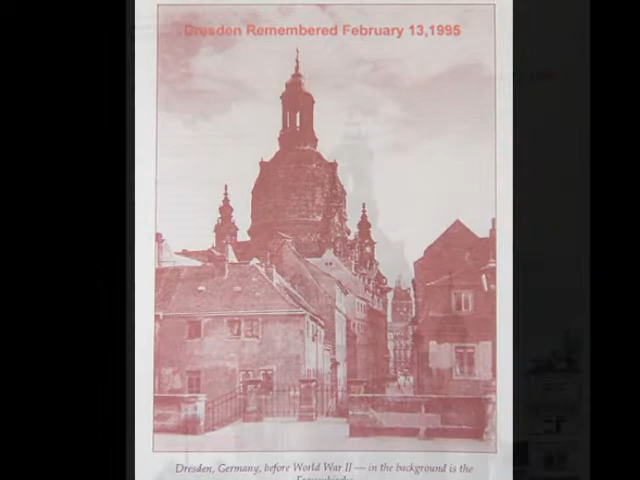 Dresden Remembered February 13,1995
Dresden, Germany, before World War II — in the background is the